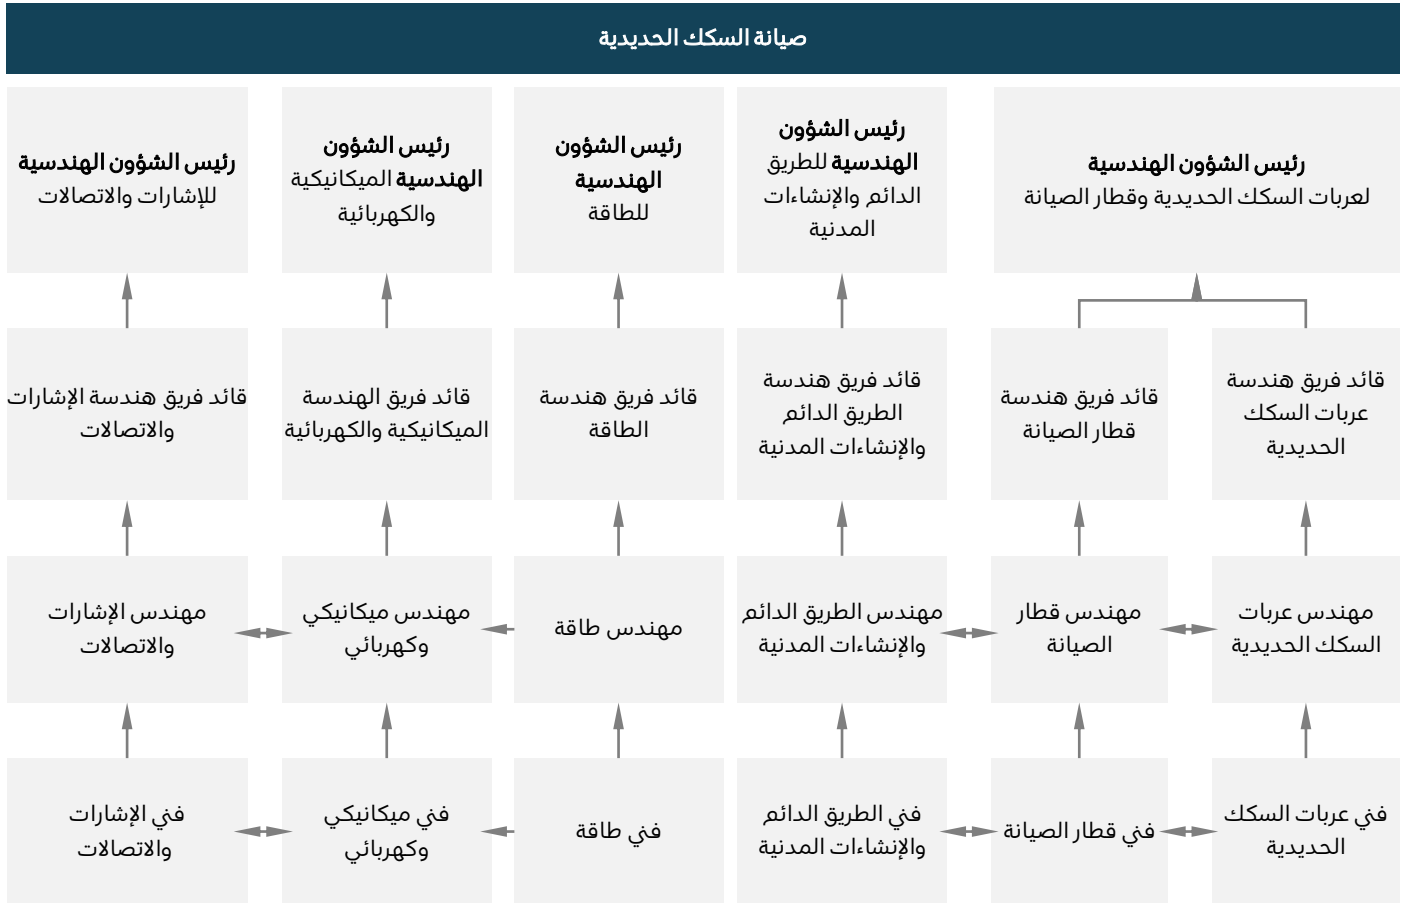 صيانة السكك الحديدية
رئيس الشؤون الهندسية
لعربات السكك الحديدية وقطار الصيانة
رئيس الشؤون
الهندسية للطريق
الدائم والإنشاءات
المدنية
رئيس الشؤون
الهندسية
للطاقة
رئيس الشؤون
الهندسية الميكانيكية
والكهربائية
رئيس الشؤون الهندسية
للإشارات والاتصالات
قائد فريق هندسة
عربات السكك
الحديدية
قائد فريق هندسة
قطار الصيانة
قائد فريق هندسة
الطريق الدائم
والإنشاءات المدنية
قائد فريق هندسة
الطاقة
قائد فريق الهندسة
الميكانيكية والكهربائية
قائد فريق هندسة الإشارات
والاتصالات
مهندس عربات
السكك الحديدية
مهندس قطار
الصيانة
مهندس الطريق الدائم
والإنشاءات المدنية
مهندس طاقة
مهندس ميكانيكي
وكهربائي
مهندس الإشارات
والاتصالات
فني عربات السكك
الحديدية
فني قطار الصيانة
فني الطريق الدائم
والإنشاءات المدنية
فني طاقة
فني ميكانيكي
وكهربائي
فني الإشارات
والاتصالات